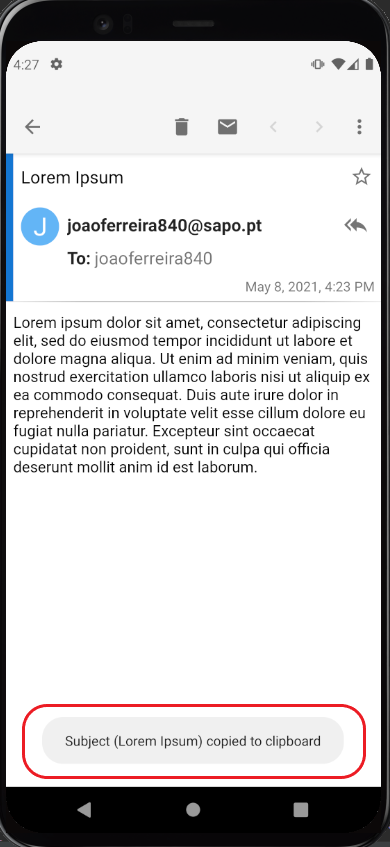 4:27
Lorem Ipsum
J
joaoferreira840@sapo.pt
To: joaoferreira840
May 8, 2021, 4:23 PM
Lorem ipsum dolor sit amet, consectetur adipiscing
elit, sed do eiusmod tempor incididunt ut labore et
dolore magna aliqua. Ut enim ad minim veniam, quis
nostrud exercitation ullamco laboris nisi ut aliquip ex
ea commodo consequat. Duis aute irure dolor in
reprehenderit in voluptate velit esse cillum dolore eu
fugiat nulla pariatur. Excepteur sint occaecat
cupidatat non proident, sunt in culpa qui officia
deserunt mollit anim id est laborum.
Subject (Lorem Ipsum) copied to clipboard